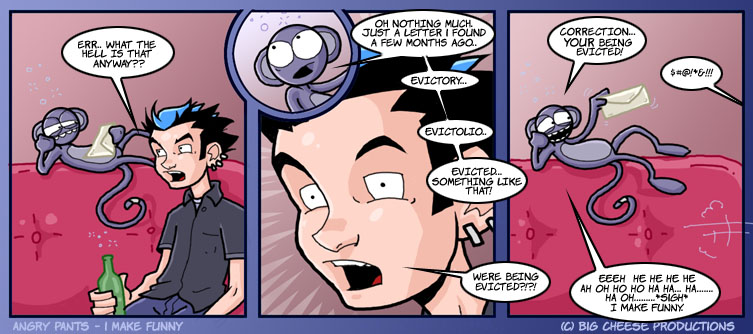 ERR.. WHAT THE
HELL IS THAT
ANYWAY??
OH NOTHING MUCH.
JUST A LETTER I FOUND
A FEW MONTHS AGO..
EVICTORY...
EVICTOLIO..
EVICTED...
SOMETHING LIKE
THAT!
WERE BEING
EVICTED?!?!
CORRECTION...
YOUR BEING
EVICTED!
$#@!*&!!!
EEEH HE HE HE HE
AH OH HO HO HA HA... HA.......
HA OH.........*SIGH*
I MAKE FUNNY.
ANGRY PANTS - I MAKE FUNNY
(C) BIG CHEESE PRODUCTIONS